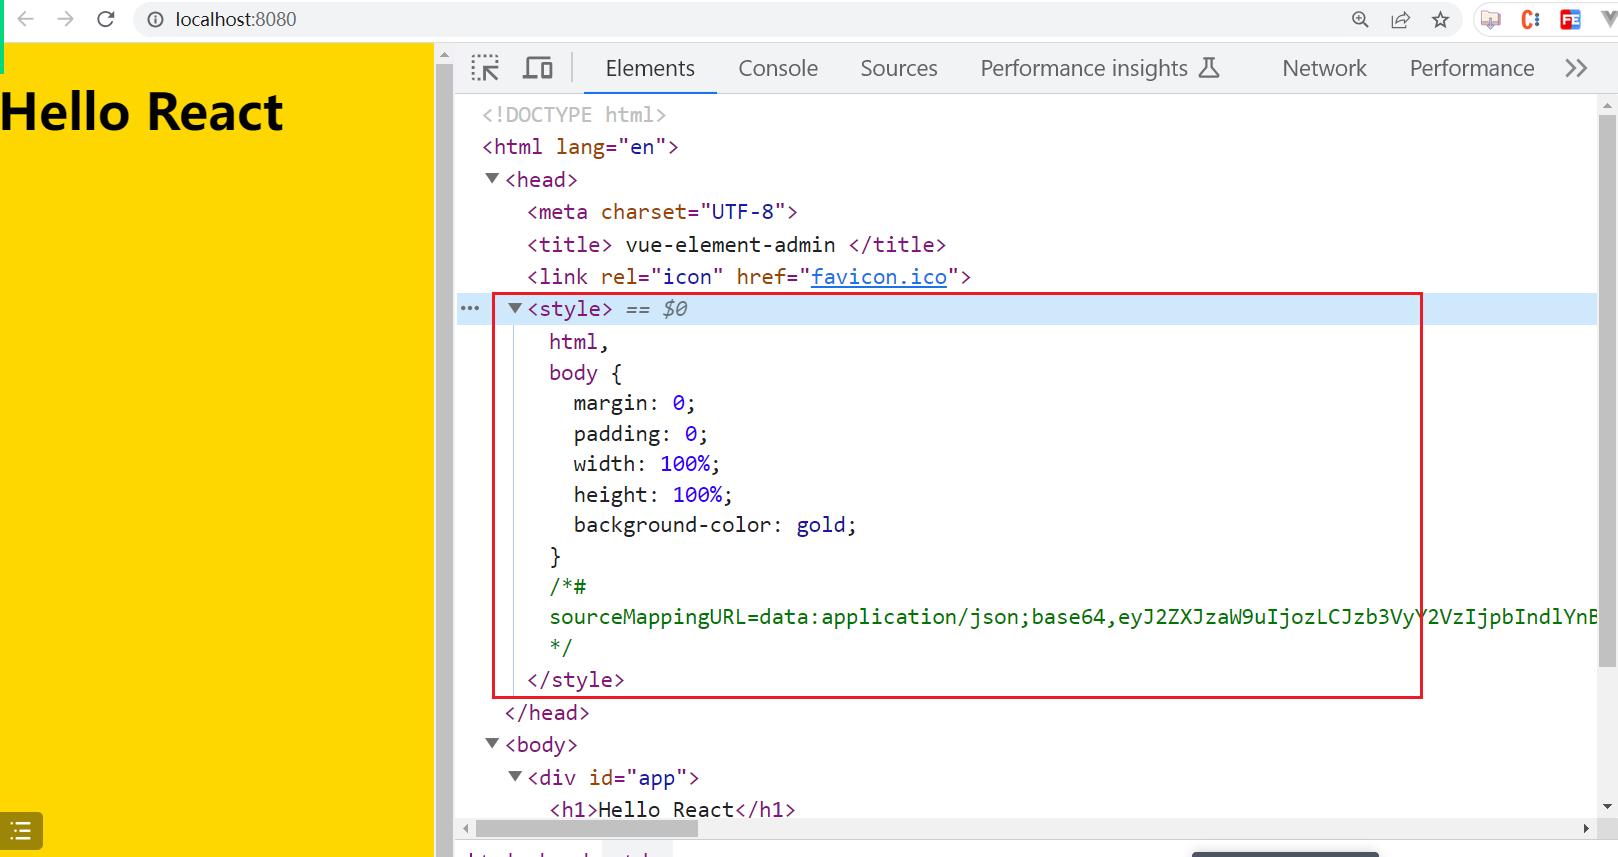 localhost:8080
Hello React
Elements Console Sources Performance insights Network Performance
<!DOCTYPE html>
<html lang="en">
<head>
<meta charset="UTF-8">
<title> vue-element-admin </title>
<link rel="icon" href="favicon.ico">
<style> == $0
html,
body {
margin: 0;
padding: 0;
width: 100%;
height: 100%;
background-color: gold;
}
/*#
sourceMappingURL=data:application/json;base64,eyJ2ZXJzaW9uIjozLCJzb3VyY2VzIjpbIndlYnB
*/
</style>
</head>
<body>
<div id="app">
<h1>Hello React</h1>